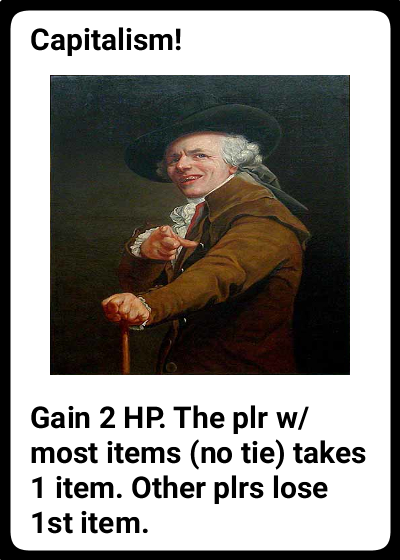 Capitalism!
Gain 2 HP. The plr w/
most items (no tie) takes
1 item. Other plrs lose
1st item.